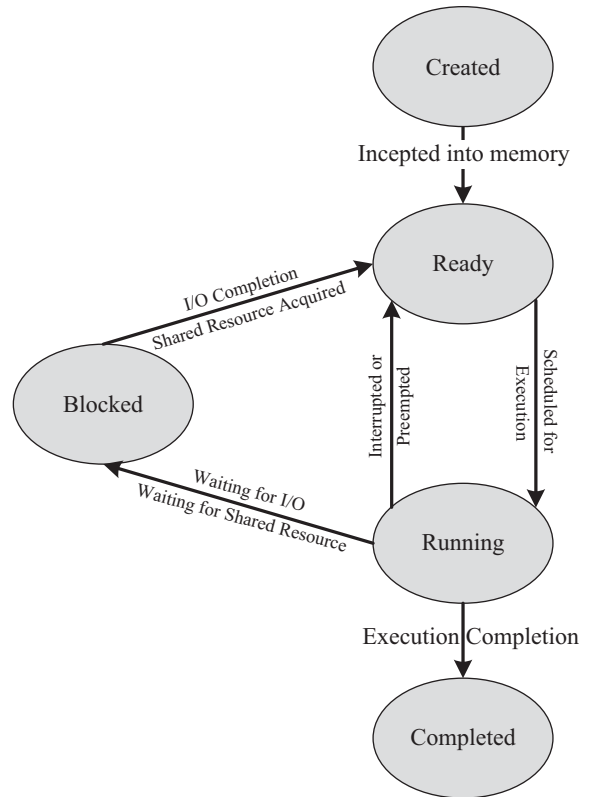 Created
Incepted into memory
Ready
I/O Completion
Shared Resource Acquired
Blocked
Interrupted or
Preempted
Scheduled for
Execution
Waiting for I/O
Waiting for Shared Resource
Running
Execution Completion
Completed